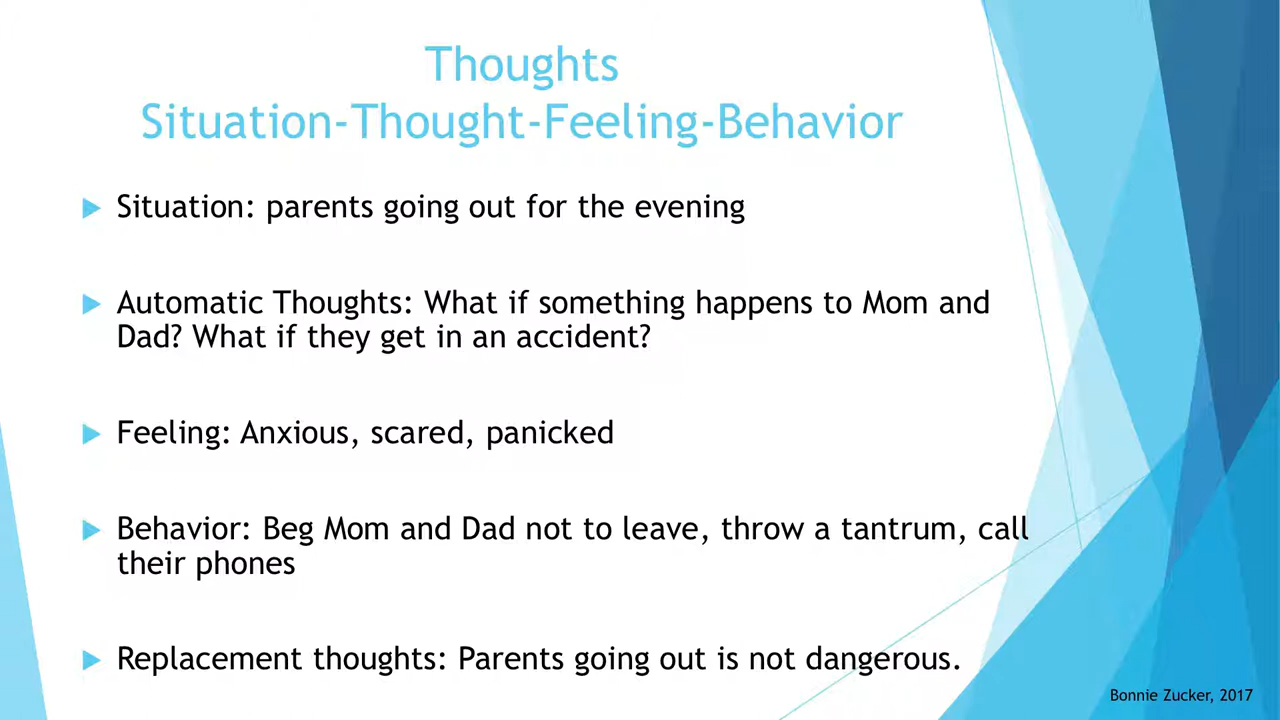 Thoughts
Situation-Thought-Feeling-Behavior
Situation: parents going out for the evening
Automatic Thoughts: What if something happens to Mom and
Dad? What if they get in an accident?
Feeling: Anxious, scared, panicked
Behavior: Beg Mom and Dad not to leave, throw a tantrum, call
their phones
Replacement thoughts: Parents going out is not dangerous.
Bonnie Zucker, 2017